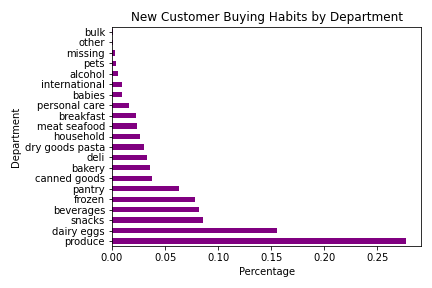 New Customer Buying Habits by Department
bulk
other
missing
pets
alcohol
international
babies
personal care
breakfast
meat seafood
household
dry goods pasta
deli
bakery
canned goods
pantry
frozen
beverages
snacks
dairy eggs
produce
Department
0.00 0.05 0.10 0.15 0.20 0.25
Percentage